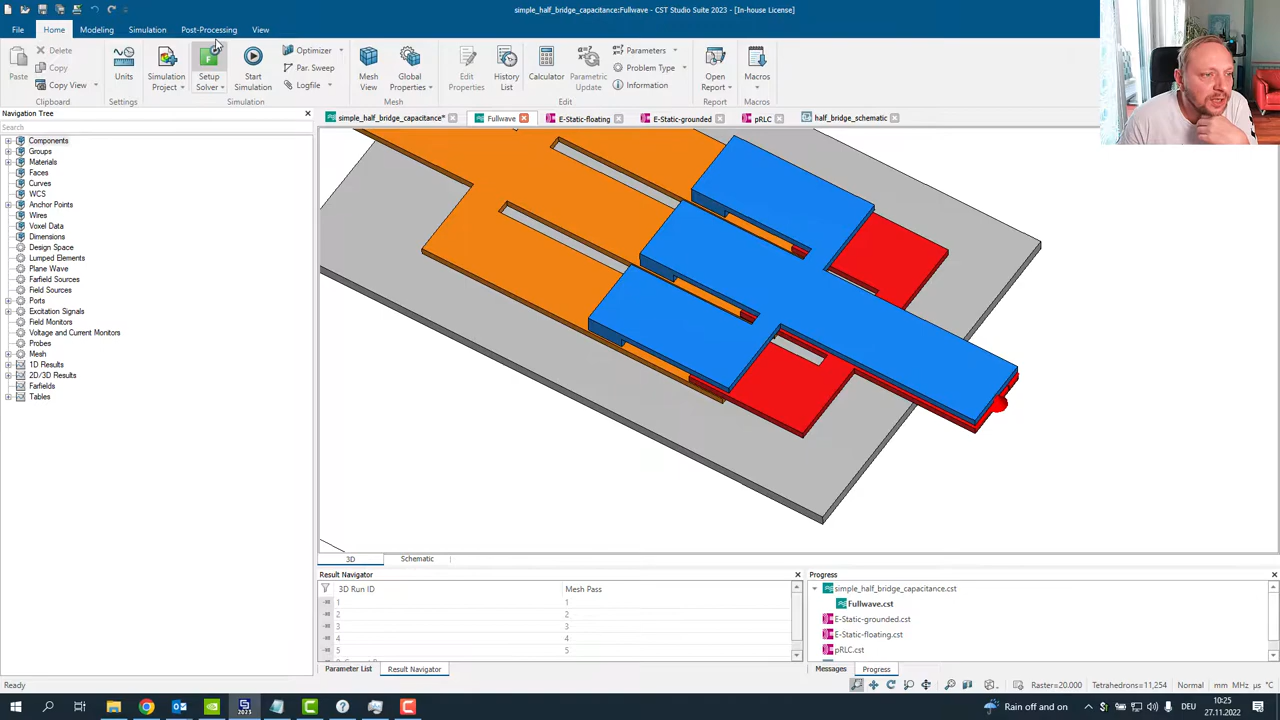 simple_half_bridge_capacitance:Fullwave - CST Studio Suite 2023 - [In-house License]
File Home Modeling Simulation Post-Processing View
Paste Delete Copy Copy View
Clipboard
Units
Settings
Simulation Project
Setup Solver
Start Simulation
Optimizer
Par. Sweep
Logfile
Simulation
Mesh View
Global Properties
Mesh
Edit Properties
History List
Calculator
Parametric Update
Parameters
Problem Type
Information
Edit
Open Report
Report
Macros
Macros
Navigation Tree
simple_half_bridge_capacitance* Fullwave E-Static-floating E-Static-grounded pRLC half_bridge_schematic
Search
Components
Groups
Materials
Faces
Curves
WCS
Anchor Points
Wires
Voxel Data
Dimensions
Design Space
Lumped Elements
Plane Wave
Farfield Sources
Field Sources
Ports
Excitation Signals
Field Monitors
Voltage and Current Monitors
Probes
Mesh
1D Results
2D/3D Results
Farfields
Tables
3D Schematic
Result Navigator
3D Run ID Mesh Pass
1 1
2 2
3 3
4 4
5 5
Parameter List Result Navigator
Progress
simple_half_bridge_capacitance.cst
Fullwave.cst
E-Static-grounded.cst
E-Static-floating.cst
pRLC.cst
Messages Progress
Ready
Raster=20.000 Tetrahedrons=11,254 Normal mm MHz µs °C
2023
Rain off and on
DEU
10:25
27.11.2022